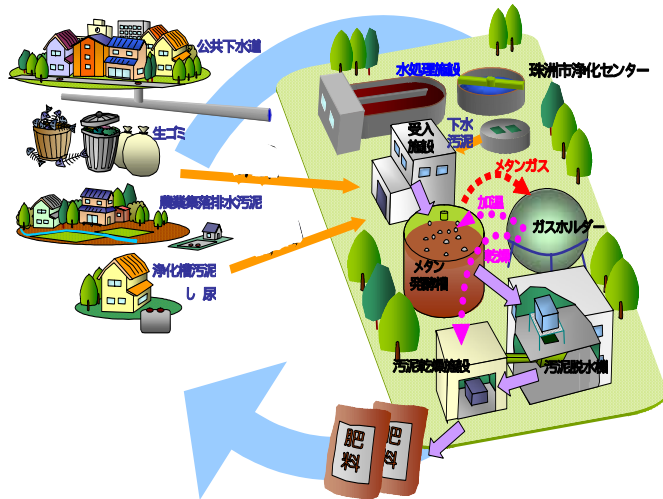 公共下水道
水処理施設
珠洲市浄化センター
生ゴミ
受入
施設
下水
汚泥
メタンガス
農業集落排水汚泥
加温
ガスホルダー
乾燥
浄化槽汚泥
し 尿
メタン
発酵槽
汚泥乾燥施設
汚泥脱水機
肥料
肥料